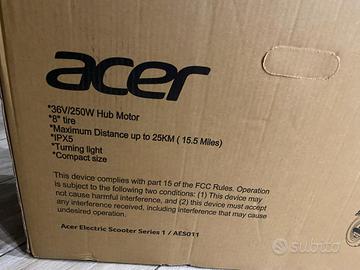 acer
*36V/250W Hub Motor
*8" tire
*Maximum Distance up to 25KM ( 15.5 Miles)
*IPX5
*Turning light
*Compact size
This device complies with part 15 of the FCC Rules. Operation
is subject to the following two conditions: (1) This device may
not cause harmful interference, and (2) this device must accept
any interference received, including interference that may cause
undesired operation.
Acer Electric Scooter Series 1 / AES011
subito